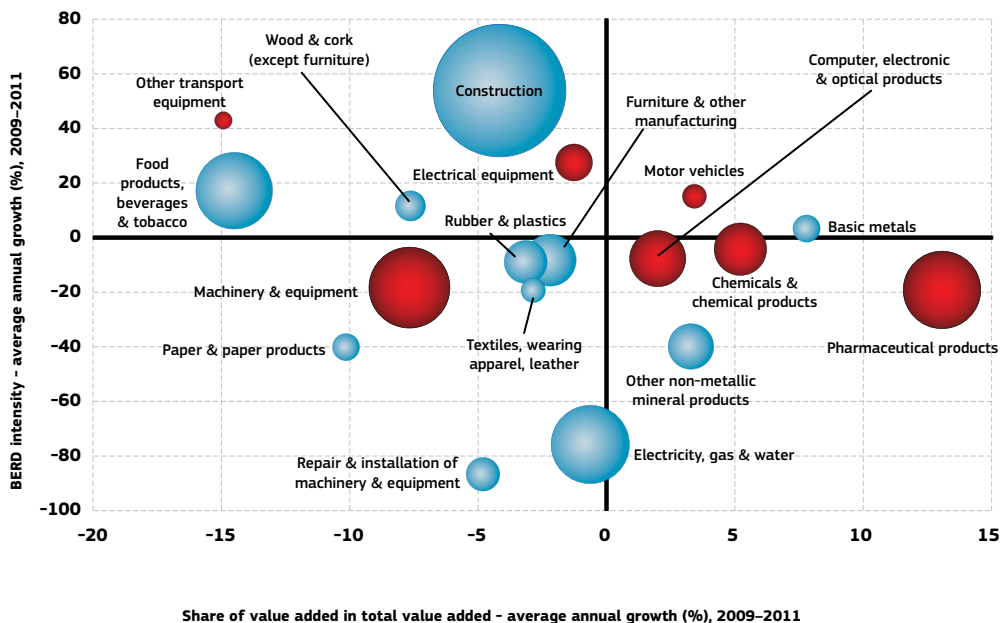 BERD intensity - average annual growth (%), 2009–2011
80
60
40
20
0
-20
-40
-60
-80
-100
Wood & cork
(except furniture)
Other transport
equipment
Construction
Computer, electronic
& optical products
Furniture & other
manufacturing
Food
products,
beverages
& tobacco
Electrical equipment
Motor vehicles
Rubber & plastics
Basic metals
Machinery & equipment
Chemicals &
chemical products
Paper & paper products
Textiles, wearing
apparel, leather
Pharmaceutical products
Other non-metallic
mineral products
Repair & installation of
machinery & equipment
Electricity, gas & water
-20
-15
-10
-5
0
5
10
15
Share of value added in total value added - average annual growth (%), 2009–2011